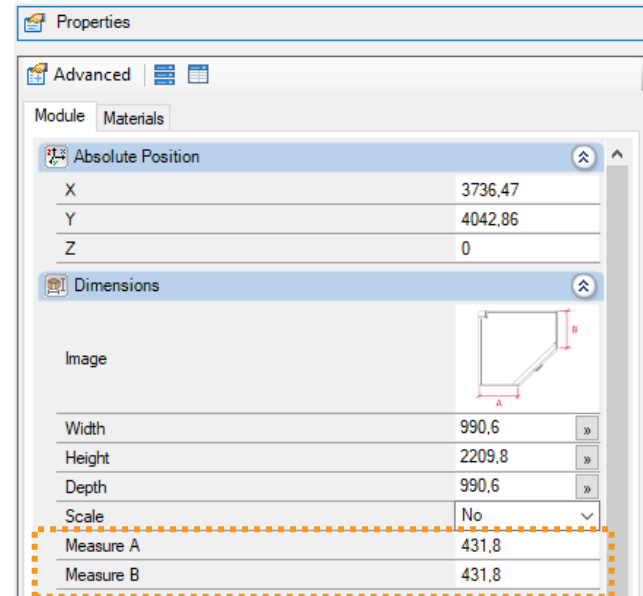 Properties
Advanced
Module Materials
Absolute Position
X 3736,47
Y 4042,86
Z 0
Dimensions
Image
B
A
Width 990,6 »
Height 2209,8 »
Depth 990,6 »
Scale No
Measure A 431,8
Measure B 431,8